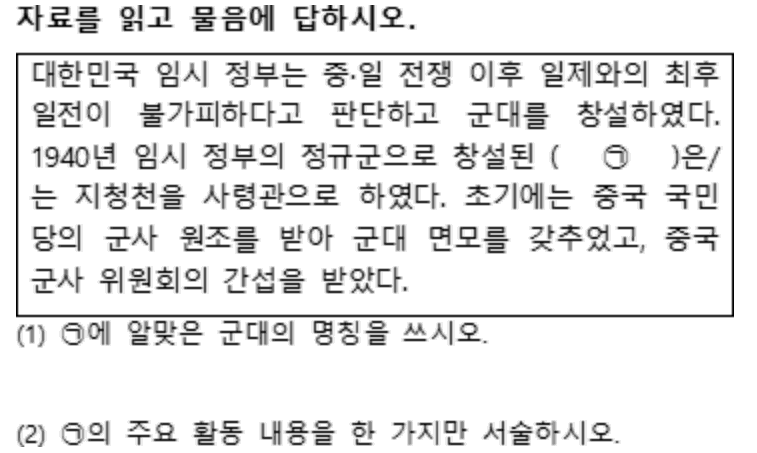 자료를 읽고 물음에 답하시오.
대한민국 임시 정부는 중·일 전쟁 이후 일제와의 최후
일전이 불가피하다고 판단하고 군대를 창설하였다.
1940년 임시 정부의 정규군으로 창설된 ( ㉠ )은/
는 지청천을 사령관으로 하였다. 초기에는 중국 국민
당의 군사 원조를 받아 군대 면모를 갖추었고, 중국
군사 위원회의 간섭을 받았다.
(1) ㉠에 알맞은 군대의 명칭을 쓰시오.
(2) ㉠의 주요 활동 내용을 한 가지만 서술하시오.